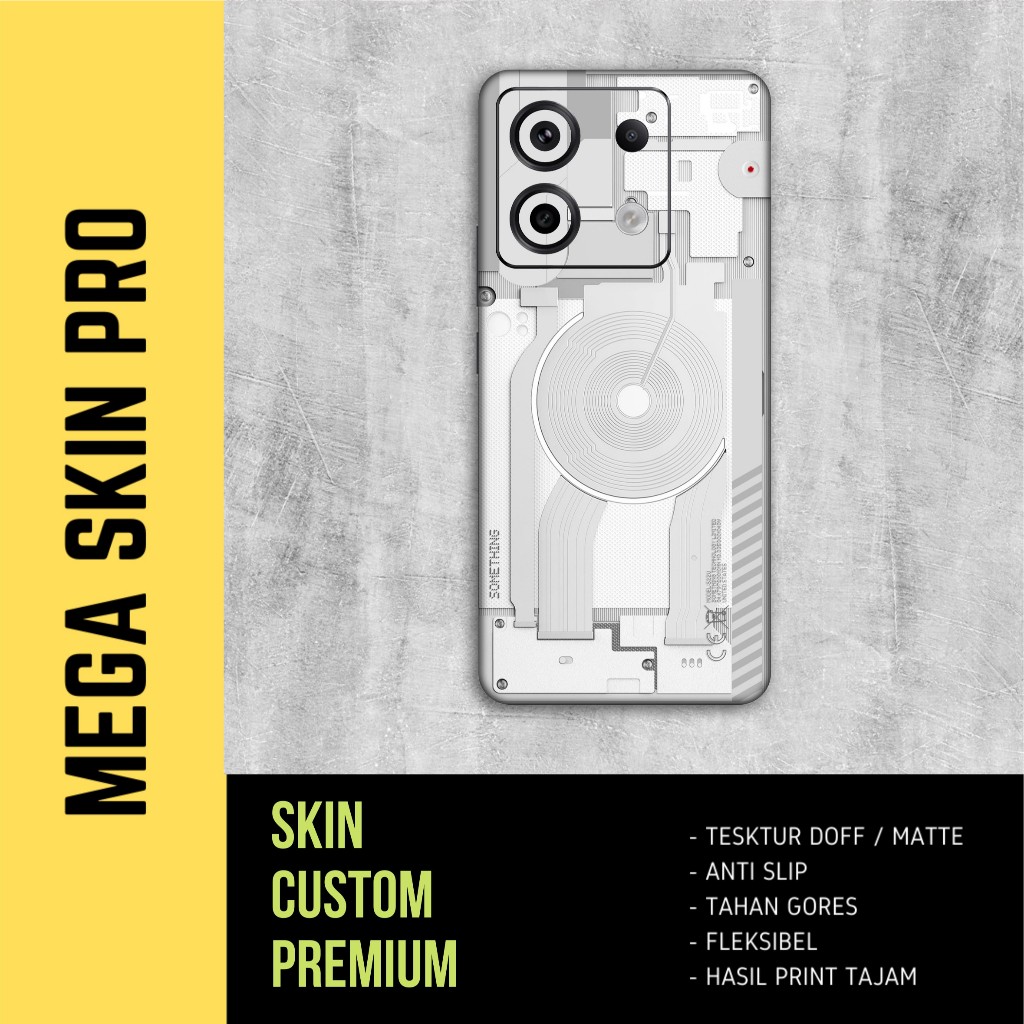 MEGA SKIN PRO
SOMETHING
SKIN
CUSTOM
PREMIUM
- TESKTUR DOFF / MATTE
- ANTI SLIP
- TAHAN GORES
- FLEKSIBEL
- HASIL PRINT TAJAM